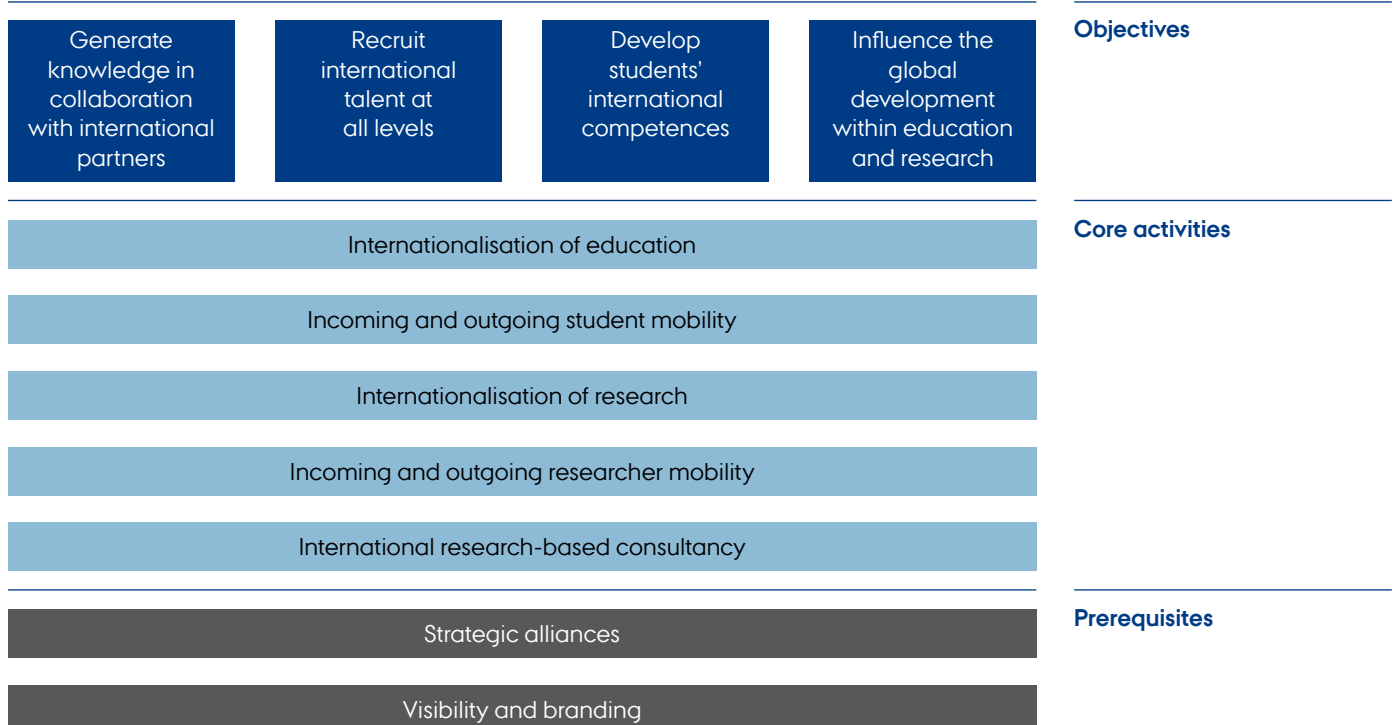 Generate
knowledge in
collaboration
with international
partners
Recruit
international
talent at
all levels
Develop
students’
international
competences
Influence the
global
development
within education
and research
Objectives
Internationalisation of education
Core activities
Incoming and outgoing student mobility
Internationalisation of research
Incoming and outgoing researcher mobility
International research-based consultancy
Strategic alliances
Prerequisites
Visibility and branding